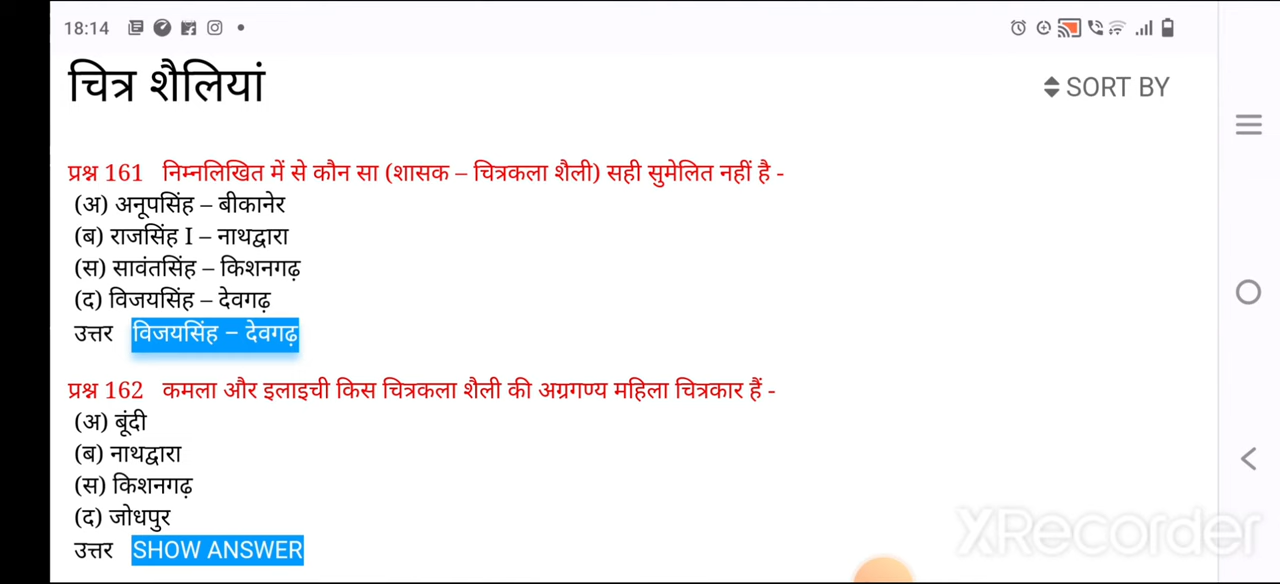 18:14
चित्र शैलियां
SORT BY
प्रश्न 161 निम्नलिखित में से कौन सा (शासक – चित्रकला शैली) सही सुमेलित नहीं है -
(अ) अनूपसिंह – बीकानेर
(ब) राजसिंह I – नाथद्वारा
(स) सावंतसिंह – किशनगढ़
(द) विजयसिंह – देवगढ़
उत्तर विजयसिंह – देवगढ़
प्रश्न 162 कमला और इलाइची किस चित्रकला शैली की अग्रगण्य महिला चित्रकार हैं -
(अ) बूंदी
(ब) नाथद्वारा
(स) किशनगढ़
(द) जोधपुर
उत्तर SHOW ANSWER
XRecorder